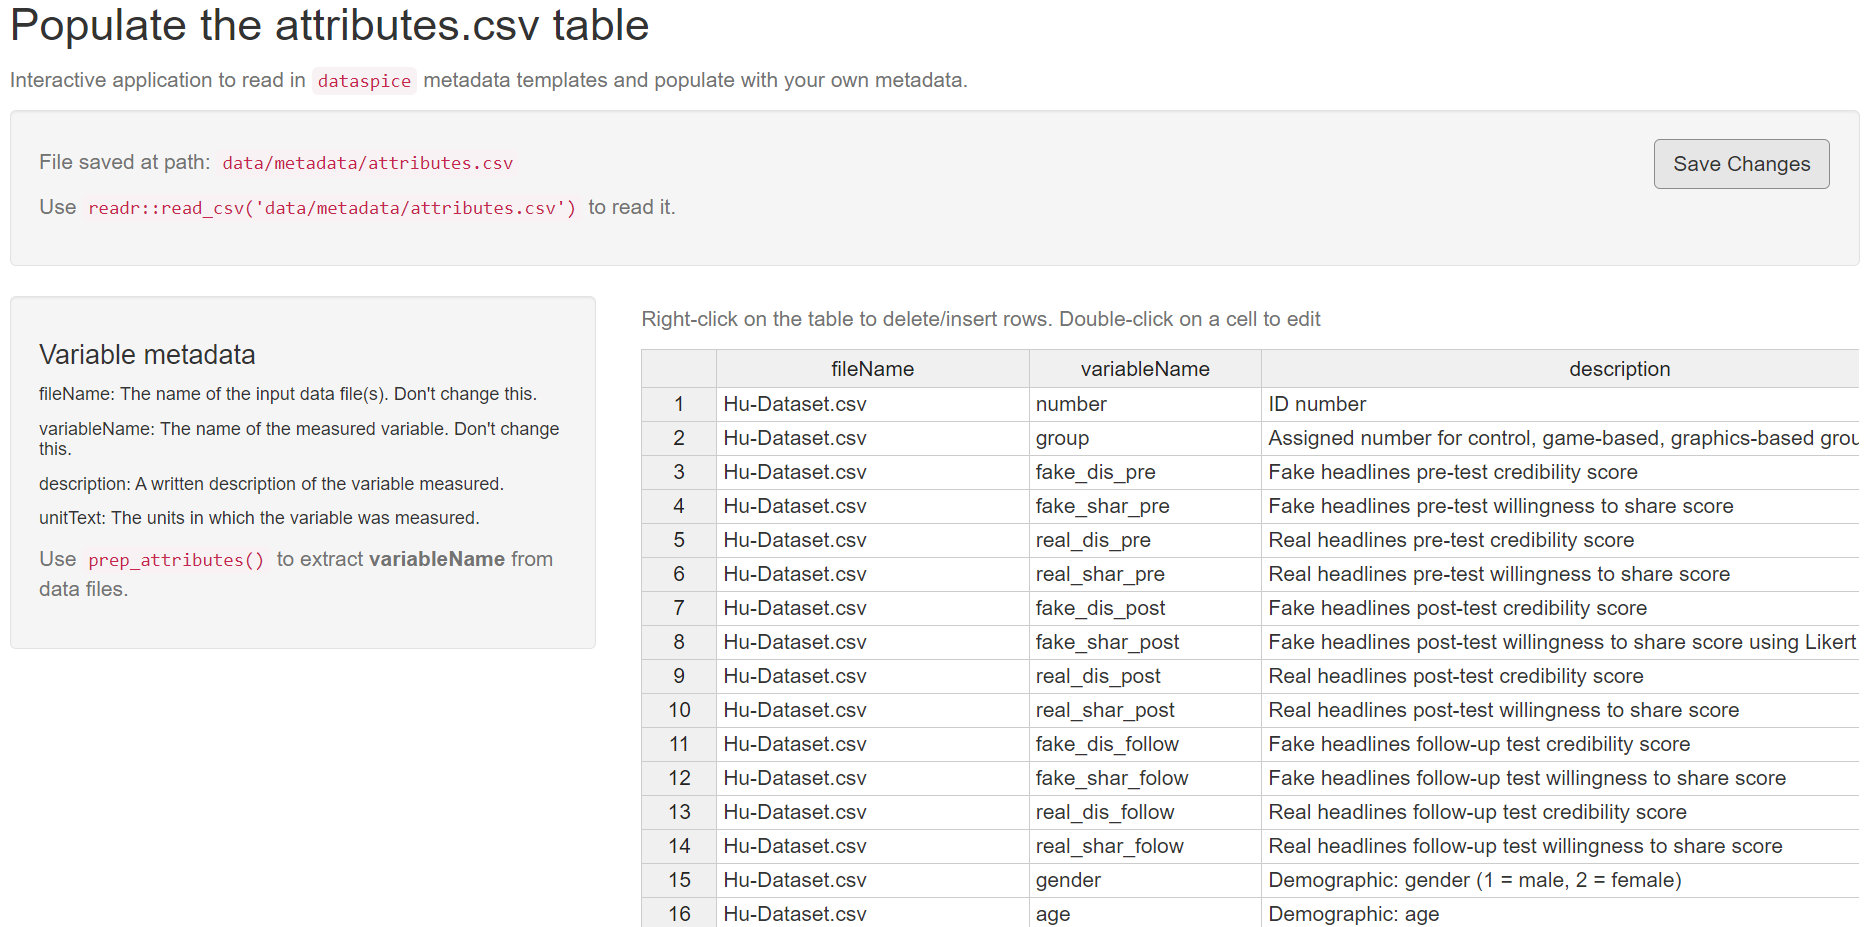 Populate the attributes.csv table
Interactive application to read in dataspice metadata templates and populate with your own metadata.
File saved at path: data/metadata/attributes.csv
Save Changes
Use readr::read_csv('data/metadata/attributes.csv') to read it.
Variable metadata
fileName: The name of the input data file(s). Don't change this.
variableName: The name of the measured variable. Don't change
this.
description: A written description of the variable measured.
unitText: The units in which the variable was measured.
Use prep_attributes() to extract variableName from
data files.
Right-click on the table to delete/insert rows. Double-click on a cell to edit
fileName variableName description
1 Hu-Dataset.csv number ID number
2 Hu-Dataset.csv group Assigned number for control, game-based, graphics-based grou
3 Hu-Dataset.csv fake_dis_pre Fake headlines pre-test credibility score
4 Hu-Dataset.csv fake_shar_pre Fake headlines pre-test willingness to share score
5 Hu-Dataset.csv real_dis_pre Real headlines pre-test credibility score
6 Hu-Dataset.csv real_shar_pre Real headlines pre-test willingness to share score
7 Hu-Dataset.csv fake_dis_post Fake headlines post-test credibility score
8 Hu-Dataset.csv fake_shar_post Fake headlines post-test willingness to share score using Likert
9 Hu-Dataset.csv real_dis_post Real headlines post-test credibility score
10 Hu-Dataset.csv real_shar_post Real headlines post-test willingness to share score
11 Hu-Dataset.csv fake_dis_follow Fake headlines follow-up test credibility score
12 Hu-Dataset.csv fake_shar_folow Fake headlines follow-up test willingness to share score
13 Hu-Dataset.csv real_dis_follow Real headlines follow-up test credibility score
14 Hu-Dataset.csv real_shar_folow Real headlines follow-up test willingness to share score
15 Hu-Dataset.csv gender Demographic: gender (1 = male, 2 = female)
16 Hu-Dataset.csv age Demographic: age